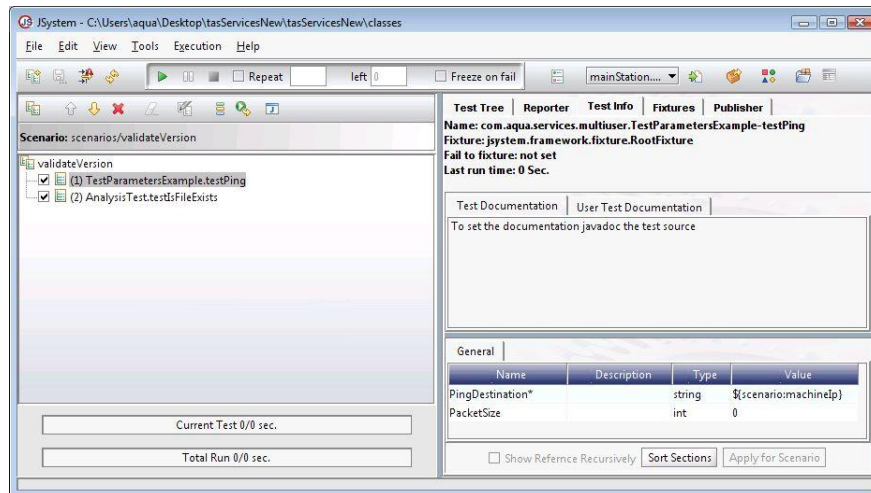 JSystem - C:\Users\aqua\Desktop\tasServicesNew\tasServicesNew\classes
File Edit View Tools Execution Help
Repeat left 0 Freeze on fail mainStation....
Scenario: scenarios/validateVersion
validateVersion
(1) TestParametersExample.testPing
(2) AnalysisTest.testIsFileExists
Current Test 0/0 sec.
Total Run 0/0 sec.
Test Tree Reporter Test Info Fixtures Publisher
Name: com.aqua.services.multiuser.TestParametersExample-testPing
Fixture: jsystem.framework.fixture.RootFixture
Fail to fixture: not set
Last run time: 0 Sec.
Test Documentation User Test Documentation
To set the documentation javadoc the test source
General
Name Description Type Value
PingDestination* string ${scenario:machineIp}
PacketSize int 0
Show Refernce Recursively Sort Sections Apply for Scenario